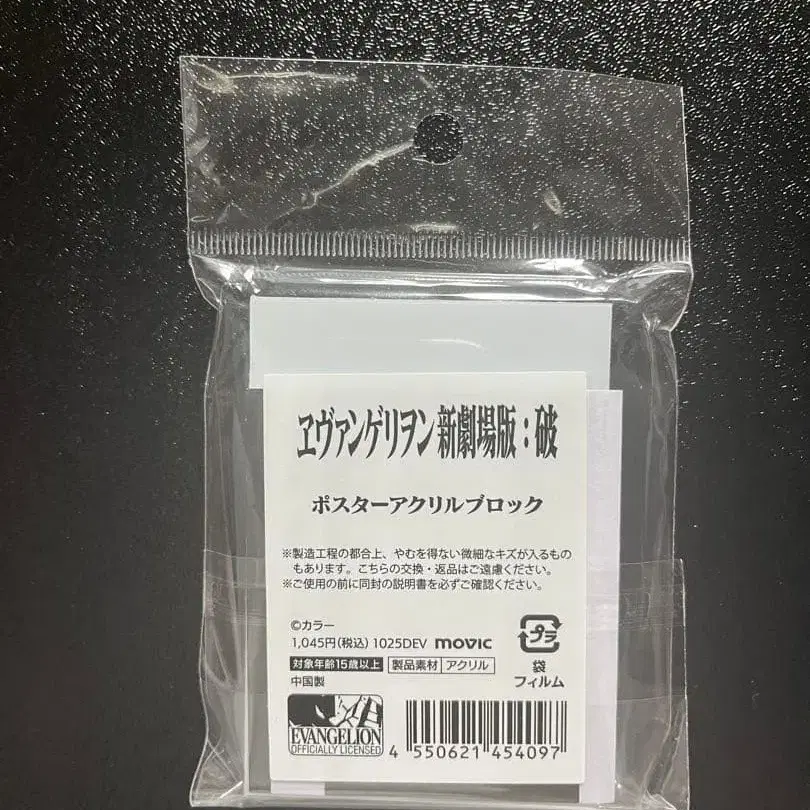 ヱヴァンゲリヲン新劇場版：破
ポスターアクリルブロック
※製造工程の都合上、やむを得ない微細なキズが入るもの
もあります。こちらの交換・返品はご遠慮ください。
※ご使用の前に同封の説明書を必ずご確認ください。
©カラー
1,045円(税込) 1025DEV movic
対象年齢15歳以上 製品素材 アクリル
中国製
プラ
袋
フィルム
EVANGELION
OFFICIALLY LICENSED
4 550621 454097